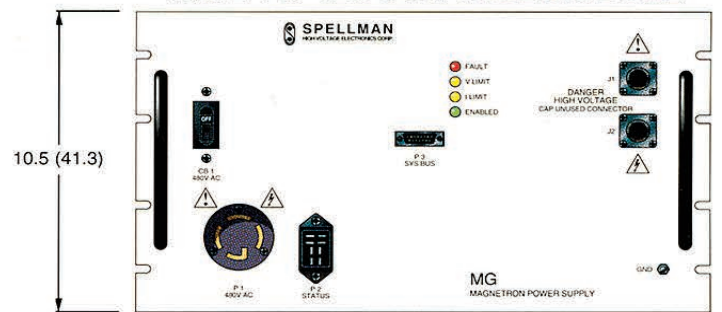 SPELLMAN
HIGH VOLTAGE ELECTRONICS CORP.
FAULT
V LIMIT
I LIMIT
ENABLED
J1
DANGER
HIGH VOLTAGE
CAP UNUSED CONNECTOR
J2
OFF
CB 1
480V AC
P 3
SYS BUS
10.5 (41.3)
P 1
480V AC
P 2
STATUS
GND
MG
MAGNETRON POWER SUPPLY